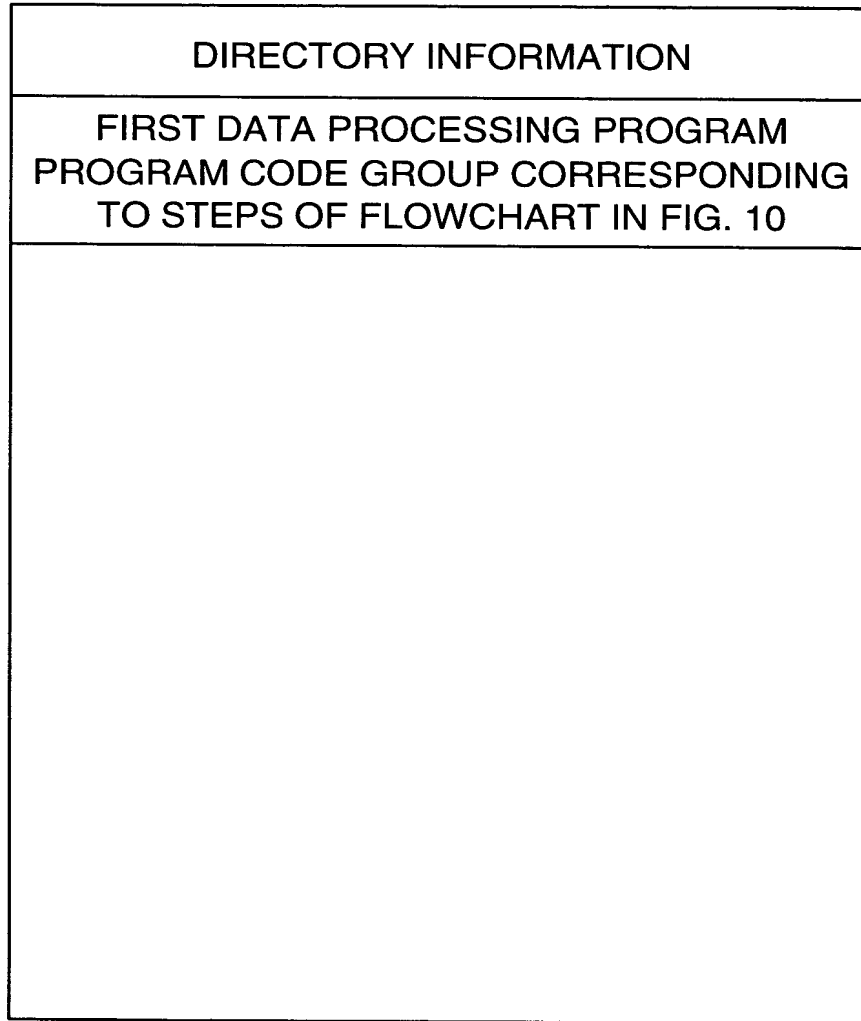 DIRECTORY INFORMATION
FIRST DATA PROCESSING PROGRAM
PROGRAM CODE GROUP CORRESPONDING
TO STEPS OF FLOWCHART IN FIG. 10